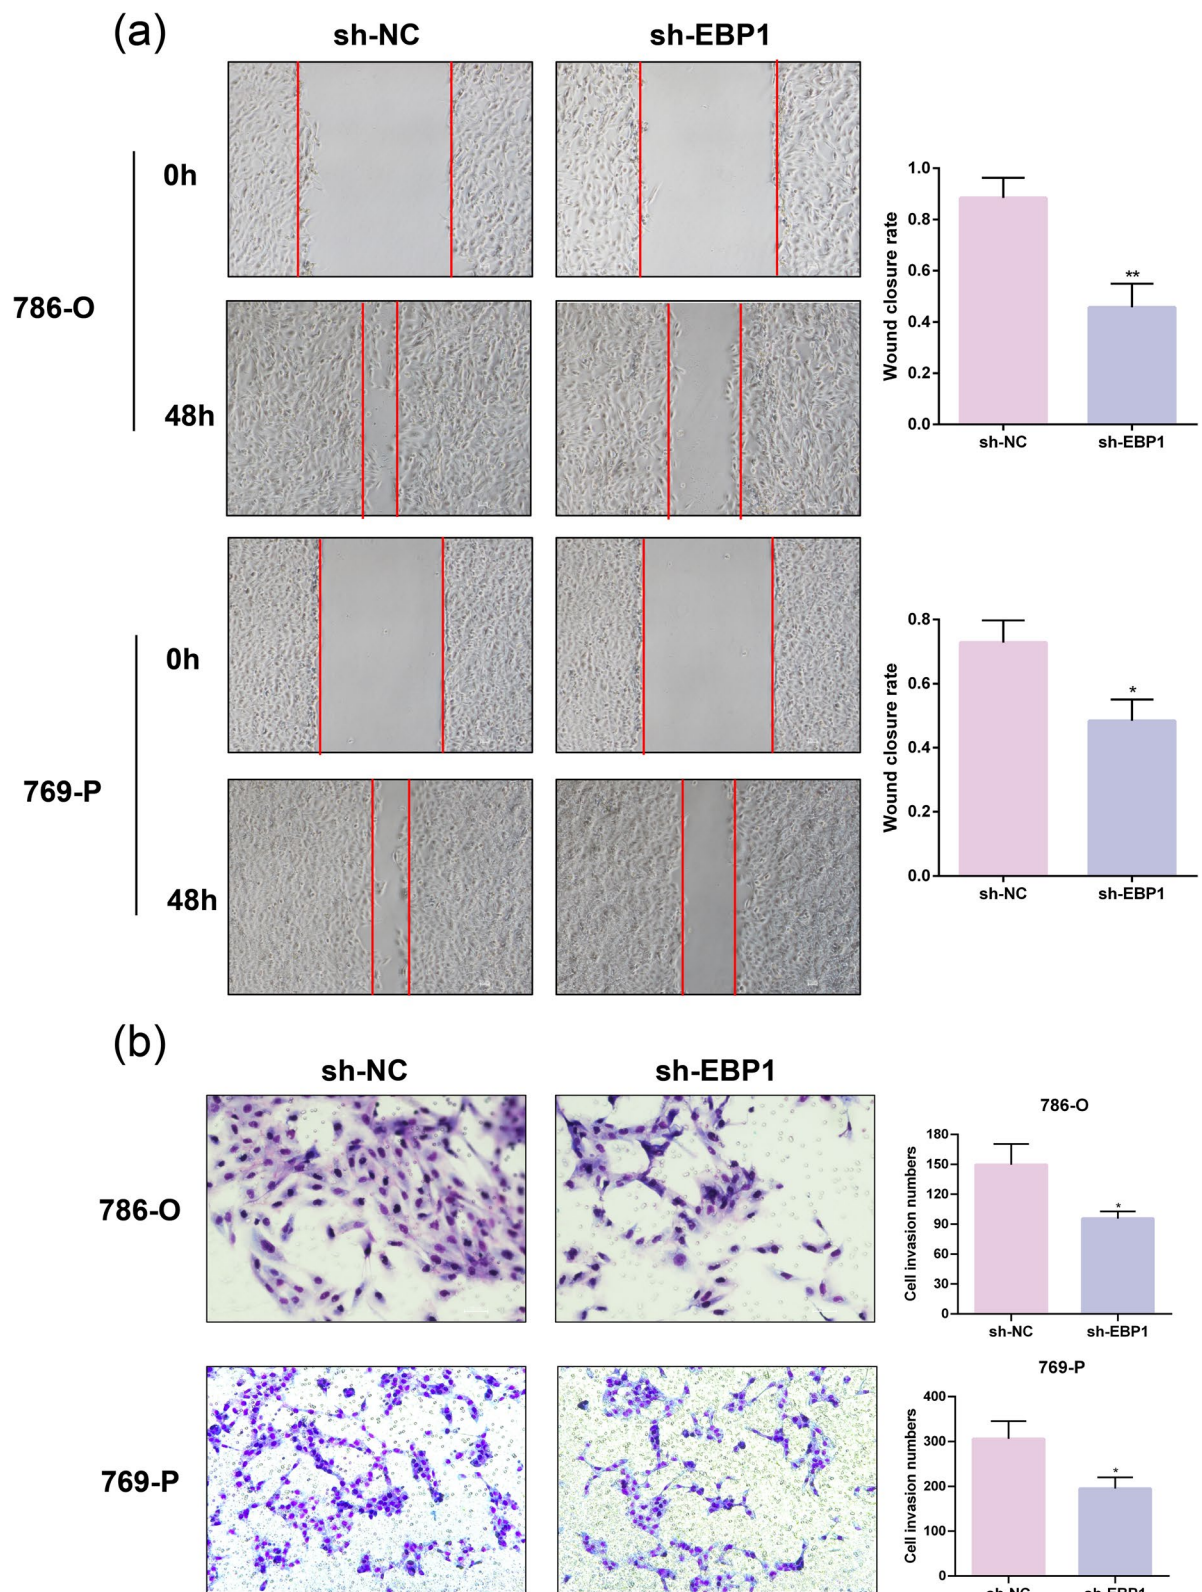 (a)
sh-NC sh-EBP1
0h
786-O
48h
1.0
0.8
0.6
0.4
0.2
0.0
Wound closure rate
**
sh-NC sh-EBP1
0h
769-P
48h
0.8
0.6
0.4
0.2
0.0
Wound closure rate
*
sh-NC sh-EBP1
(b)
sh-NC sh-EBP1
786-O
786-O
180
150
120
90
60
30
0
Cell invasion numbers
*
sh-NC sh-EBP1
769-P
769-P
400
300
200
100
0
Cell invasion numbers
*
sh-NC sh-EBP1